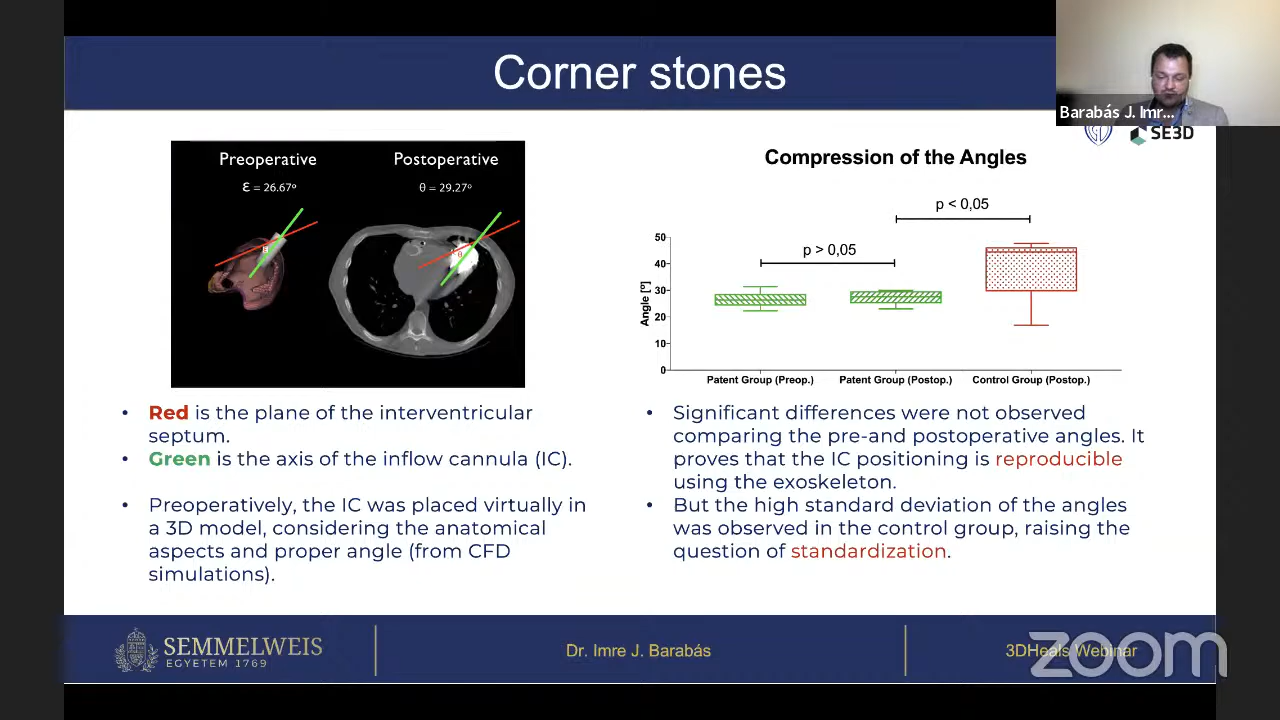 Corner stones
Barabás J. Imr...
SE3D
Preoperative
Postoperative
ε = 26.67º
θ = 29.27º
Compression of the Angles
p < 0,05
p > 0,05
Angle [º]
50
40
30
20
10
0
Patent Group (Preop.)
Patent Group (Postop.)
Control Group (Postop.)
• Red is the plane of the interventricular
septum.
• Green is the axis of the inflow cannula (IC).
• Preoperatively, the IC was placed virtually in
a 3D model, considering the anatomical
aspects and proper angle (from CFD
simulations).
• Significant differences were not observed
comparing the pre-and postoperative angles. It
proves that the IC positioning is reproducible
using the exoskeleton.
• But the high standard deviation of the angles
was observed in the control group, raising the
question of standardization.
SEMMELWEIS
EGYETEM 1769
Dr. Imre J. Barabás
3DHeals Webinar
zoom